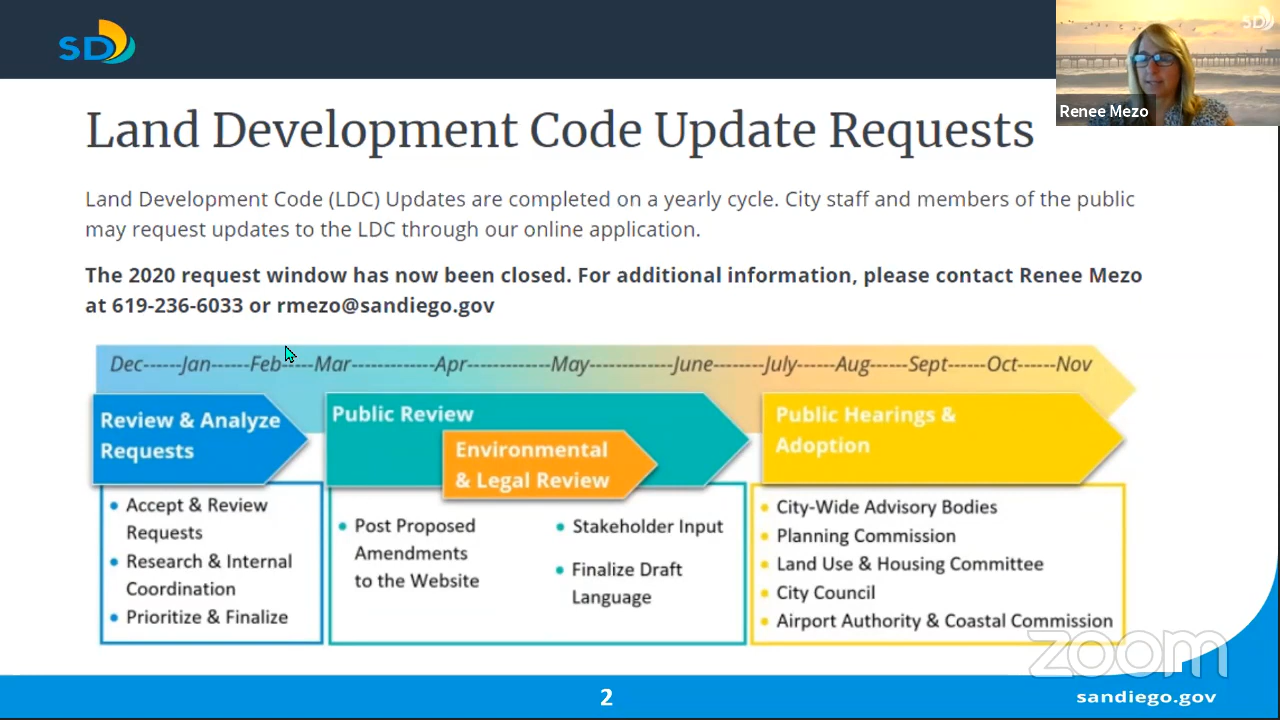 SD
SD
Renee Mezo
Land Development Code Update Requests
Land Development Code (LDC) Updates are completed on a yearly cycle. City staff and members of the public
may request updates to the LDC through our online application.
The 2020 request window has now been closed. For additional information, please contact Renee Mezo
at 619-236-6033 or rmezo@sandiego.gov
Dec------Jan------Feb-----Mar-------------Apr-------------May-------------June--------July------Aug------Sept------Oct------Nov
Review & Analyze
Requests
• Accept & Review
Requests
• Research & Internal
Coordination
• Prioritize & Finalize
Public Review
Environmental
& Legal Review
• Post Proposed
Amendments
to the Website
• Stakeholder Input
• Finalize Draft
Language
Public Hearings &
Adoption
• City-Wide Advisory Bodies
• Planning Commission
• Land Use & Housing Committee
• City Council
• Airport Authority & Coastal Commission
zoom
2
sandiego.gov